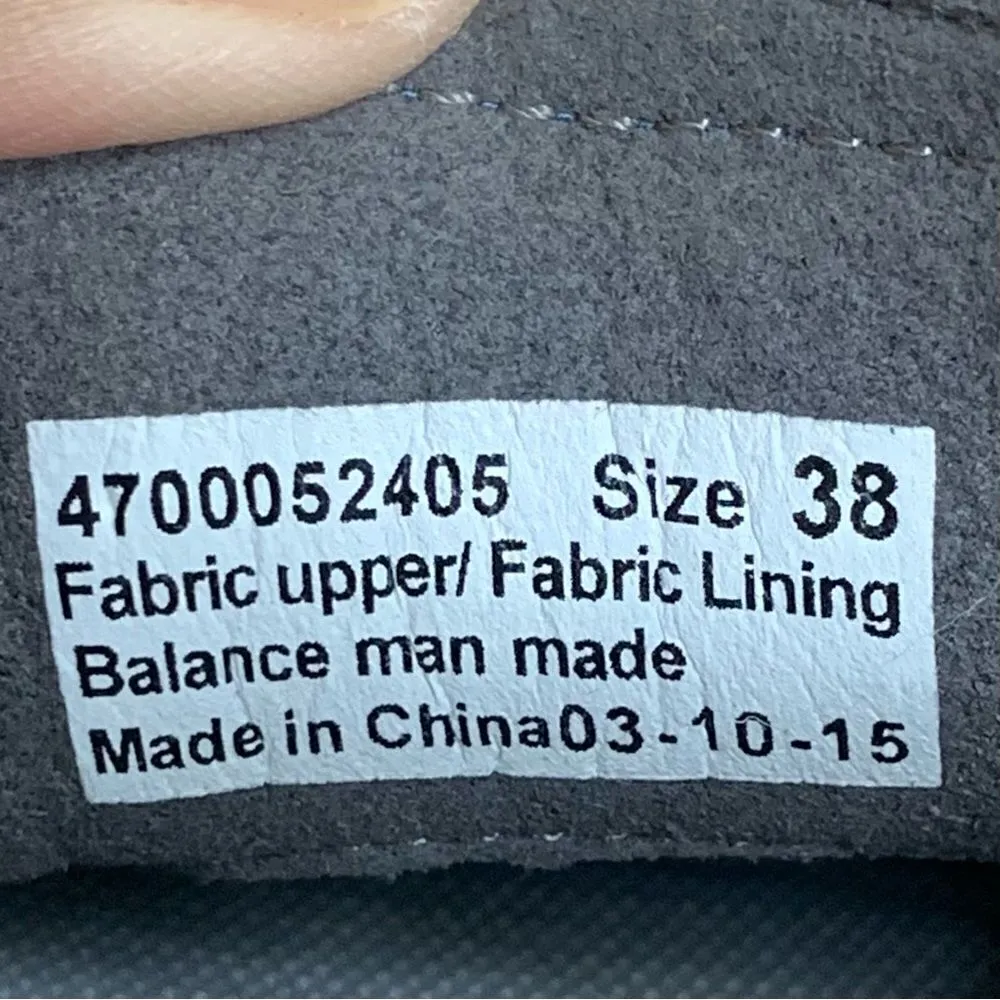 4700052405 Size 38
Fabric upper/ Fabric Lining
Balance man made
Made in China03-10-15